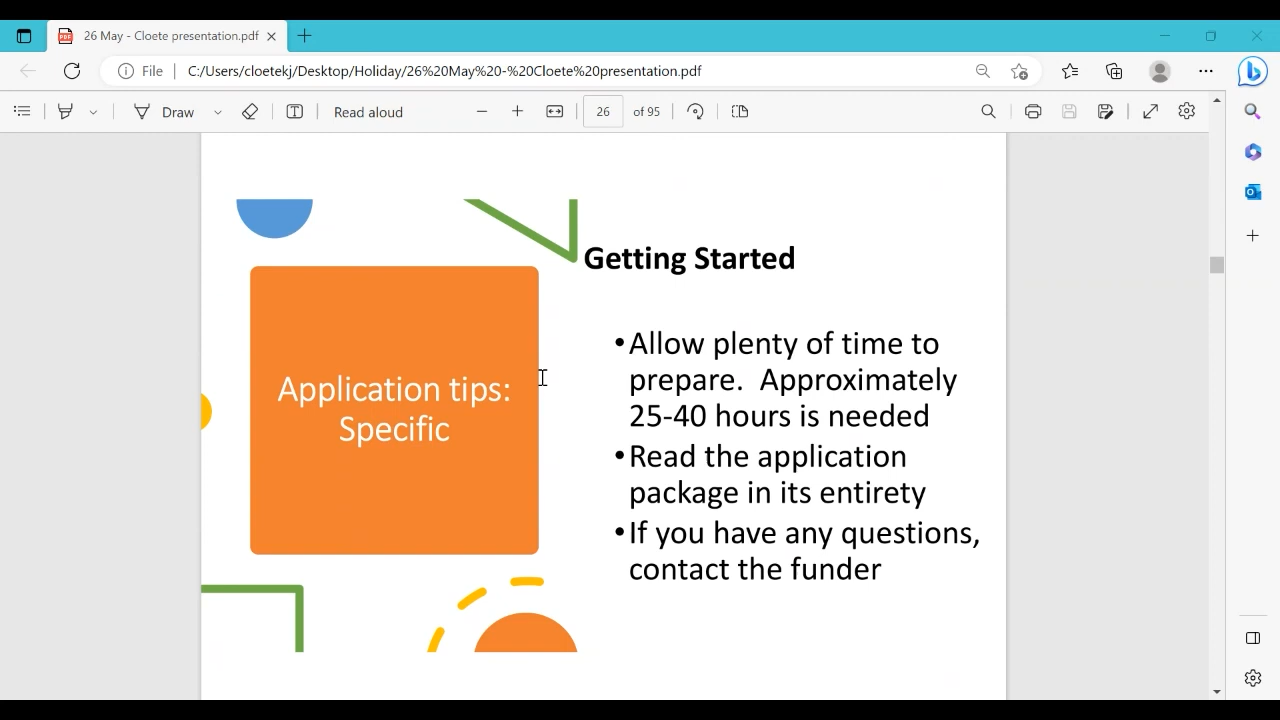 26 May - Cloete presentation.pdf
File
C:/Users/cloetekj/Desktop/Holiday/26%20May%20-%20Cloete%20presentation.pdf
Draw
Read aloud
26 of 95
Getting Started
Application tips:
Specific
•Allow plenty of time to
prepare.  Approximately
25-40 hours is needed
•Read the application
package in its entirety
•If you have any questions,
contact the funder